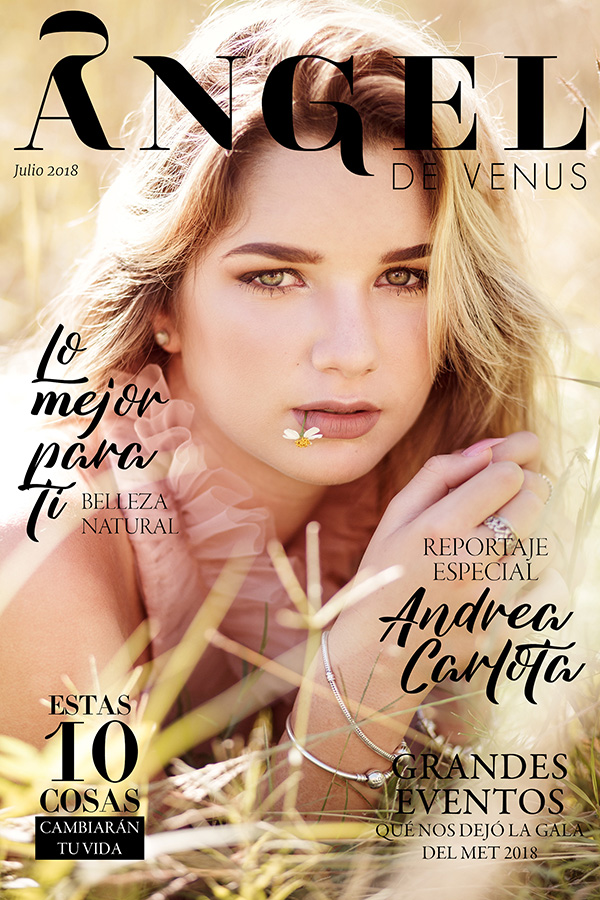 ÁNGEL
DE VENUS
Julio 2018
Lo
mejor
para
Ti
BELLEZA
NATURAL
REPORTAJE
ESPECIAL
Andrea
Carlota
ESTAS
10
COSAS
CAMBIARÁN
TU VIDA
GRANDES
EVENTOS
QUÉ NOS DEJÓ LA GALA
DEL MET 2018